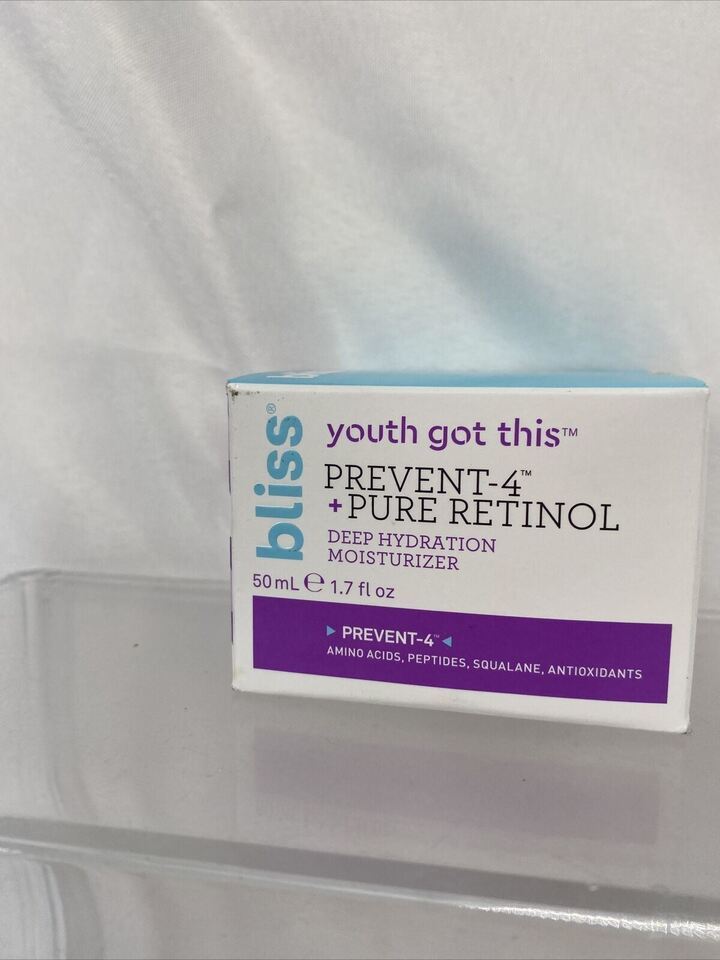 bliss®
youth got this™
PREVENT-4™
+PURE RETINOL
DEEP HYDRATION
MOISTURIZER
50 mL ℮ 1.7 fl oz
▶ PREVENT-4™ ◀
AMINO ACIDS, PEPTIDES, SQUALANE, ANTIOXIDANTS